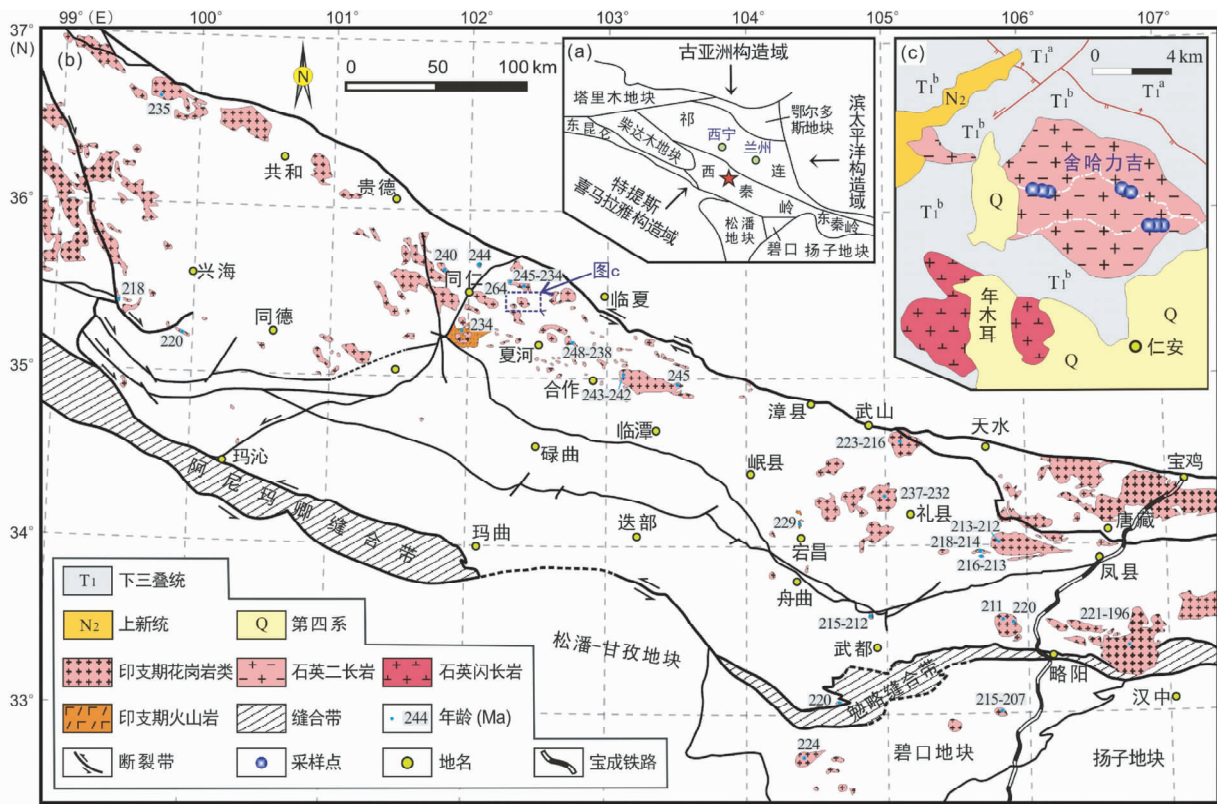 99° (E)
100°
101°
102°
103°
104°
105°
106°
107°
37°
(N)
36°
35°
34°
33°
(b)
N
0 50 100 km
235
共和
贵德
兴海
218
220
同德
240
244
同仁
264
245-234
图c
临夏
234
夏河
248-238
合作
243-242
245
临潭
漳县
武山
223-216
天水
宝鸡
玛沁
碌曲
岷县
237-232
礼县
阿尼玛卿缝合带
玛曲
迭部
229
宕昌
213-212
218-214
216-213
唐藏
凤县
舟曲
215-212
211
220
221-196
松潘-甘孜地块
武都
略阳
汉中
220
勉略缝合带
215-207
224
碧口地块
扬子地块
(a)
古亚洲构造域
塔里木地块
祁
连
鄂尔多
斯地块
东昆仑
柴达木地块
西宁
兰州
滨太平洋构造域
西
秦
岭
特提斯
喜马拉雅构造域
松潘
地块
碧口
东秦岭
扬子地块
(c)
0 4 km
T₁ᵃ
T₁ᵇ
N₂
T₁ᵇ
T₁ᵃ
T₁ᵇ
T₁ᵇ
舍哈力吉
Q
T₁ᵇ
T₁ᵇ
年木耳
Q
Q
仁安
T₁ 下三叠统
N₂ 上新统
Q 第四系
印支期花岗岩类
石英二长岩
石英闪长岩
印支期火山岩
缝合带
244 年龄 (Ma)
断裂带
采样点
地名
宝成铁路